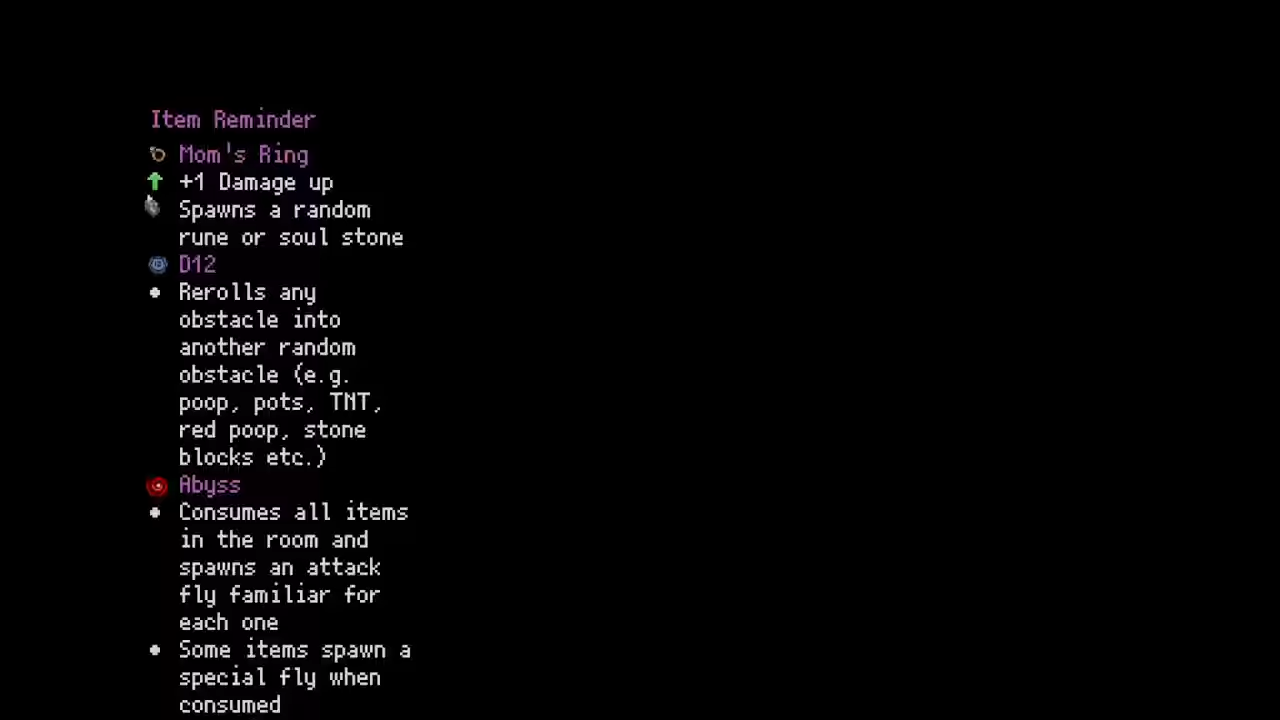 Item Reminder
Mom's Ring
+1 Damage up
Spawns a random
rune or soul stone
D12
Rerolls any
obstacle into
another random
obstacle (e.g.
poop, pots, TNT,
red poop, stone
blocks etc.)
Abyss
Consumes all items
in the room and
spawns an attack
fly familiar for
each one
Some items spawn a
special fly when
consumed